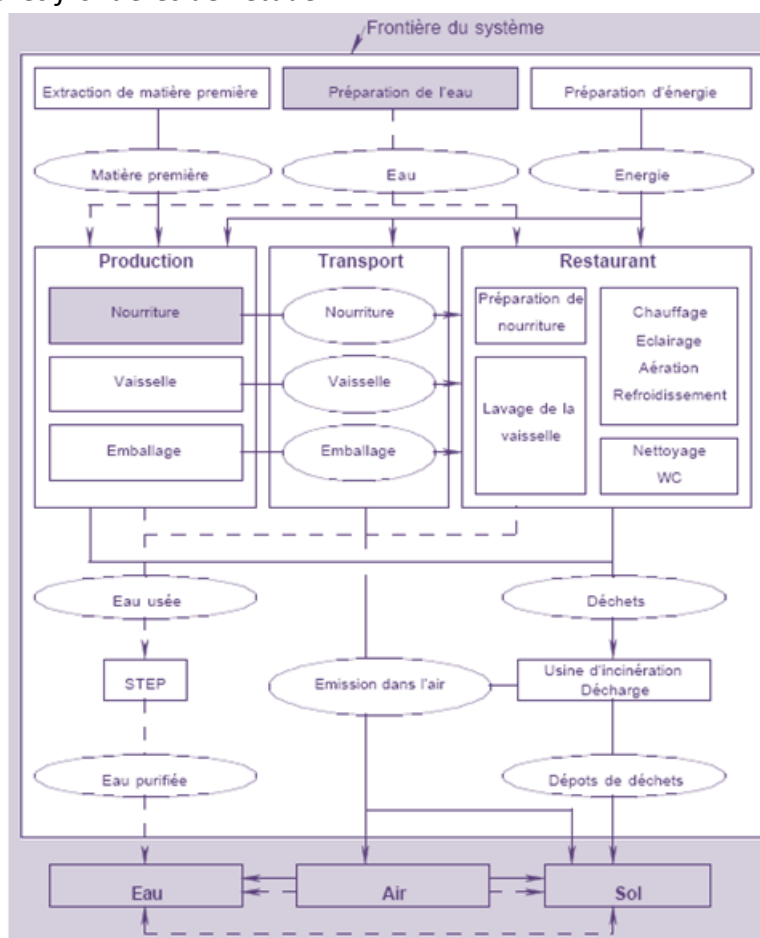 Frontière du système
Extraction de matière première
Préparation de l'eau
Préparation d'énergie
Matière première
Eau
Energie
Production
Transport
Restaurant
Nourriture
Nourriture
Préparation de
nourriture
Chauffage
Eclairage
Aération
Refroidissement
Vaisselle
Vaisselle
Lavage de la
vaisselle
Emballage
Emballage
Nettoyage
WC
Eau usée
Déchets
STEP
Emission dans l'air
Usine d'incinération
Décharge
Eau purifiée
Dépots de déchets
Eau
Air
Sol